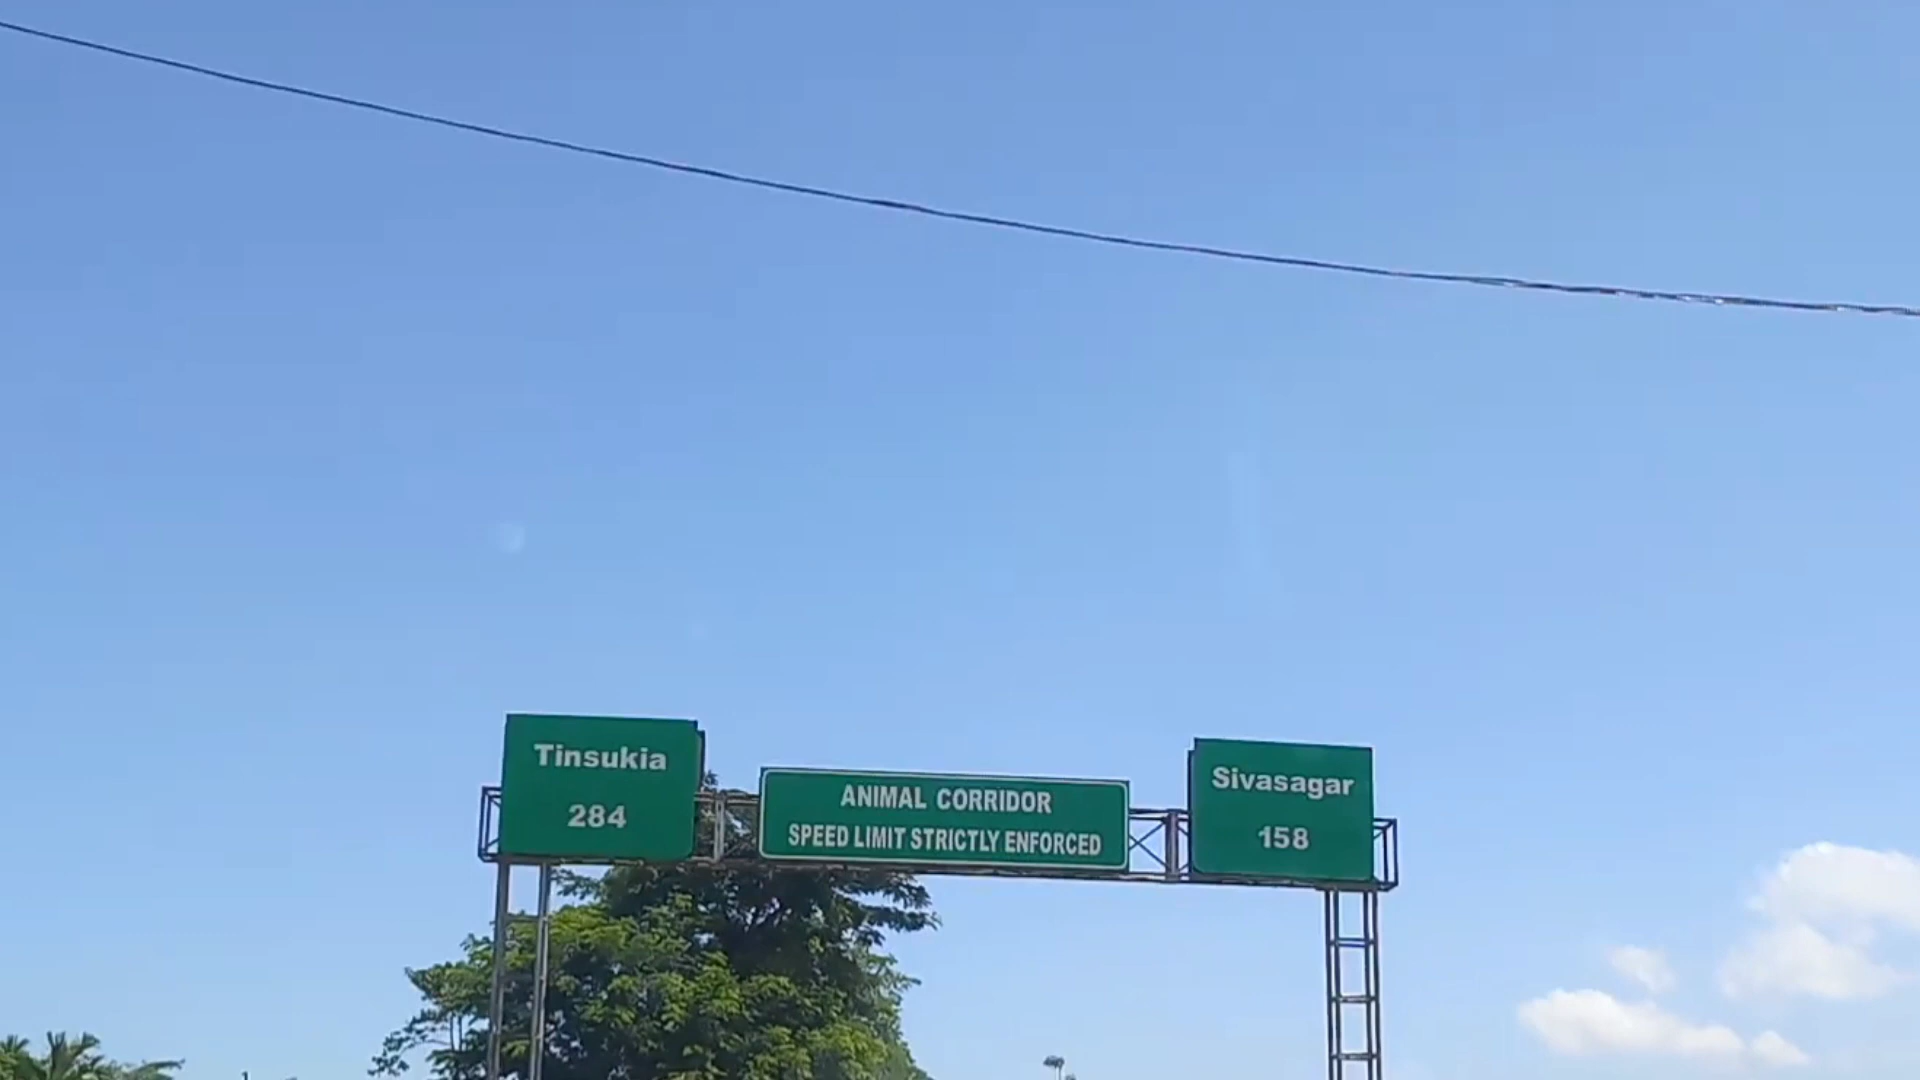 Tinsukia
284
ANIMAL CORRIDOR
SPEED LIMIT STRICTLY ENFORCED
Sivasagar
158